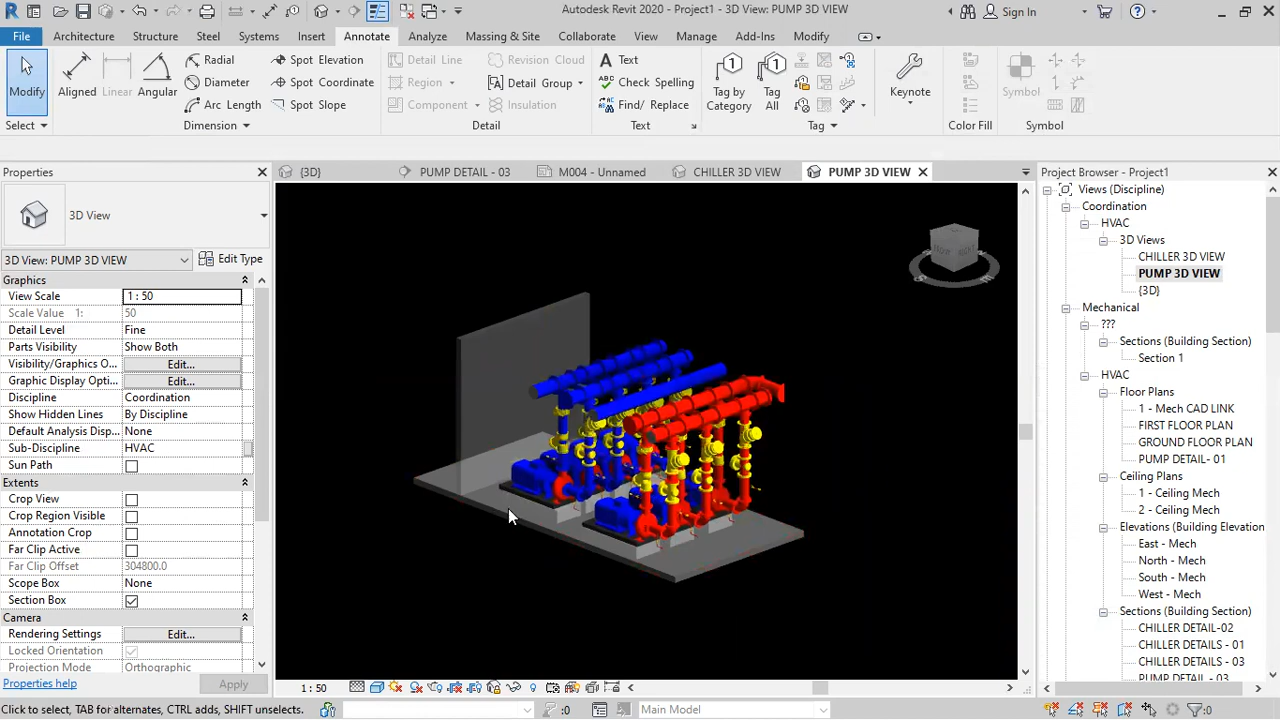 Autodesk Revit 2020 - Project1 - 3D View: PUMP 3D VIEW
Sign In
File
Architecture
Structure
Steel
Systems
Insert
Annotate
Analyze
Massing & Site
Collaborate
View
Manage
Add-Ins
Modify
Modify
Select
Aligned
Linear
Angular
Radial
Diameter
Arc Length
Spot Elevation
Spot Coordinate
Spot Slope
Dimension
Detail Line
Region
Component
Revision Cloud
Detail Group
Insulation
Detail
Text
Check Spelling
Find/ Replace
Text
Tag by
Category
Tag
All
Tag
Keynote
Color Fill
Symbol
Symbol
Properties
{3D}
PUMP DETAIL - 03
M004 - Unnamed
CHILLER 3D VIEW
PUMP 3D VIEW
Project Browser - Project1
3D View
3D View: PUMP 3D VIEW
Edit Type
Graphics
View Scale 1 : 50
Scale Value 1: 50
Detail Level Fine
Parts Visibility Show Both
Visibility/Graphics O... Edit...
Graphic Display Opti... Edit...
Discipline Coordination
Show Hidden Lines By Discipline
Default Analysis Disp... None
Sub-Discipline HVAC
Sun Path
Extents
Crop View
Crop Region Visible
Annotation Crop
Far Clip Active
Far Clip Offset 304800.0
Scope Box None
Section Box
Camera
Rendering Settings Edit...
Locked Orientation
Projection Mode Orthographic
Properties help
Apply
Views (Discipline)
Coordination
HVAC
3D Views
CHILLER 3D VIEW
PUMP 3D VIEW
{3D}
Mechanical
???
Sections (Building Section)
Section 1
HVAC
Floor Plans
1 - Mech CAD LINK
FIRST FLOOR PLAN
GROUND FLOOR PLAN
PUMP DETAIL - 01
Ceiling Plans
1 - Ceiling Mech
2 - Ceiling Mech
Elevations (Building Elevation)
East - Mech
North - Mech
South - Mech
West - Mech
Sections (Building Section)
CHILLER DETAIL-02
CHILLER DETAILS - 01
CHILLER DETAIL - 03
PUMP DETAIL - 03
1 : 50
Click to select, TAB for alternates, CTRL adds, SHIFT unselects.
:0
Main Model
:0